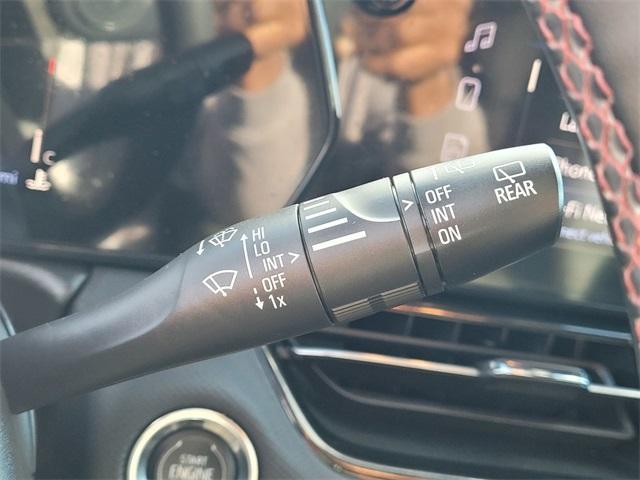 HI
LO
INT >
OFF
1x
>
OFF
INT
ON
REAR
C
START
ENGINE